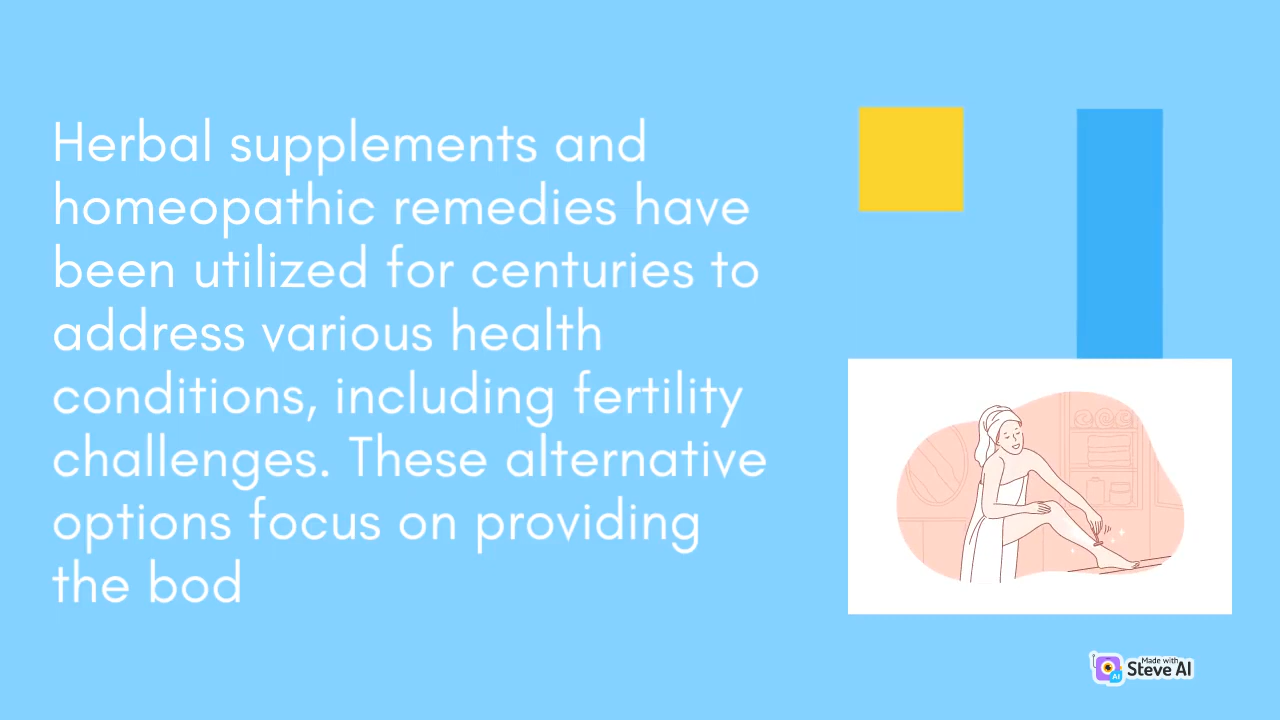 Herbal supplements and
homeopathic remedies have
been utilized for centuries to
address various health
conditions, including fertility
challenges. These alternative
options focus on providing
the bod
Made with
Steve AI
AI